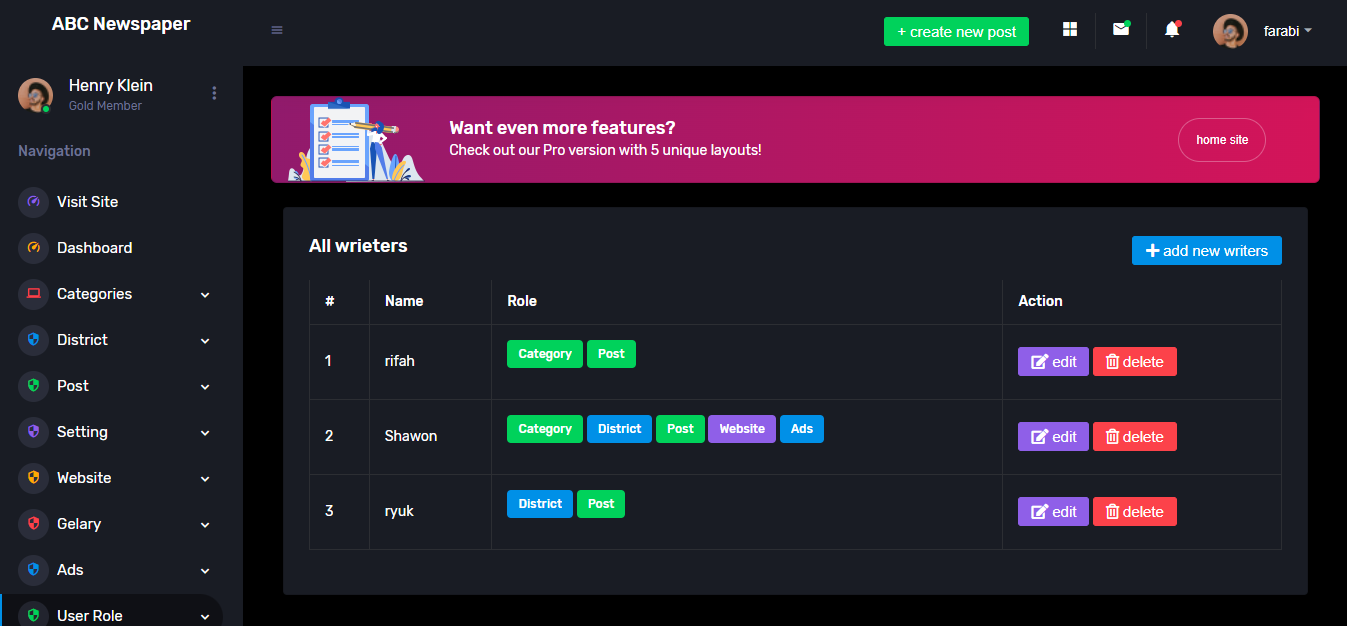 ABC Newspaper
+ create new post
farabi
Henry Klein
Gold Member
Navigation
Visit Site
Dashboard
Categories
District
Post
Setting
Website
Gelary
Ads
User Role
Want even more features?
Check out our Pro version with 5 unique layouts!
home site
All wrieters
add new writers
# Name Role Action
1 rifah Category Post edit delete
2 Shawon Category District Post Website Ads edit delete
3 ryuk District Post edit delete